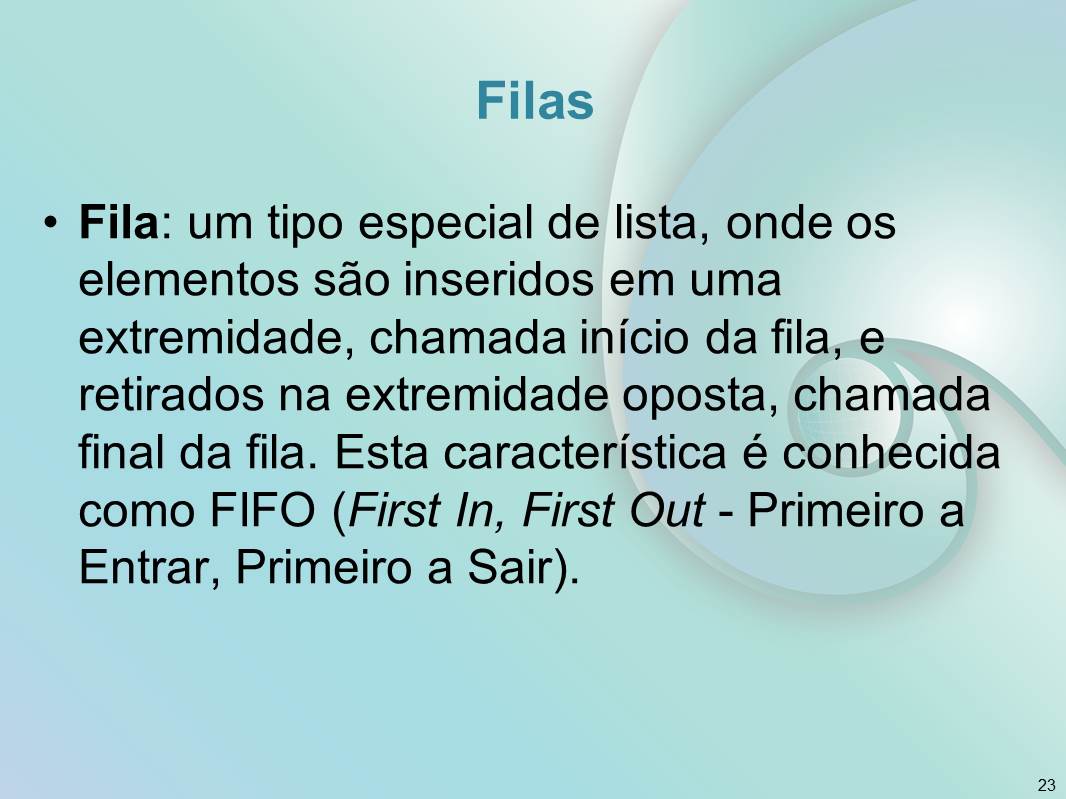 Filas
• Fila: um tipo especial de lista, onde os
elementos são inseridos em uma
extremidade, chamada início da fila, e
retirados na extremidade oposta, chamada
final da fila. Esta característica é conhecida
como FIFO (First In, First Out - Primeiro a
Entrar, Primeiro a Sair).
23